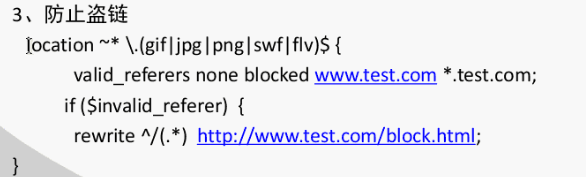 3、防止盗链
location ~* \.(gif|jpg|png|swf|flv)$ {
valid_referers none blocked www.test.com *.test.com;
if ($invalid_referer) {
rewrite ^/(.*) http://www.test.com/block.html;
}